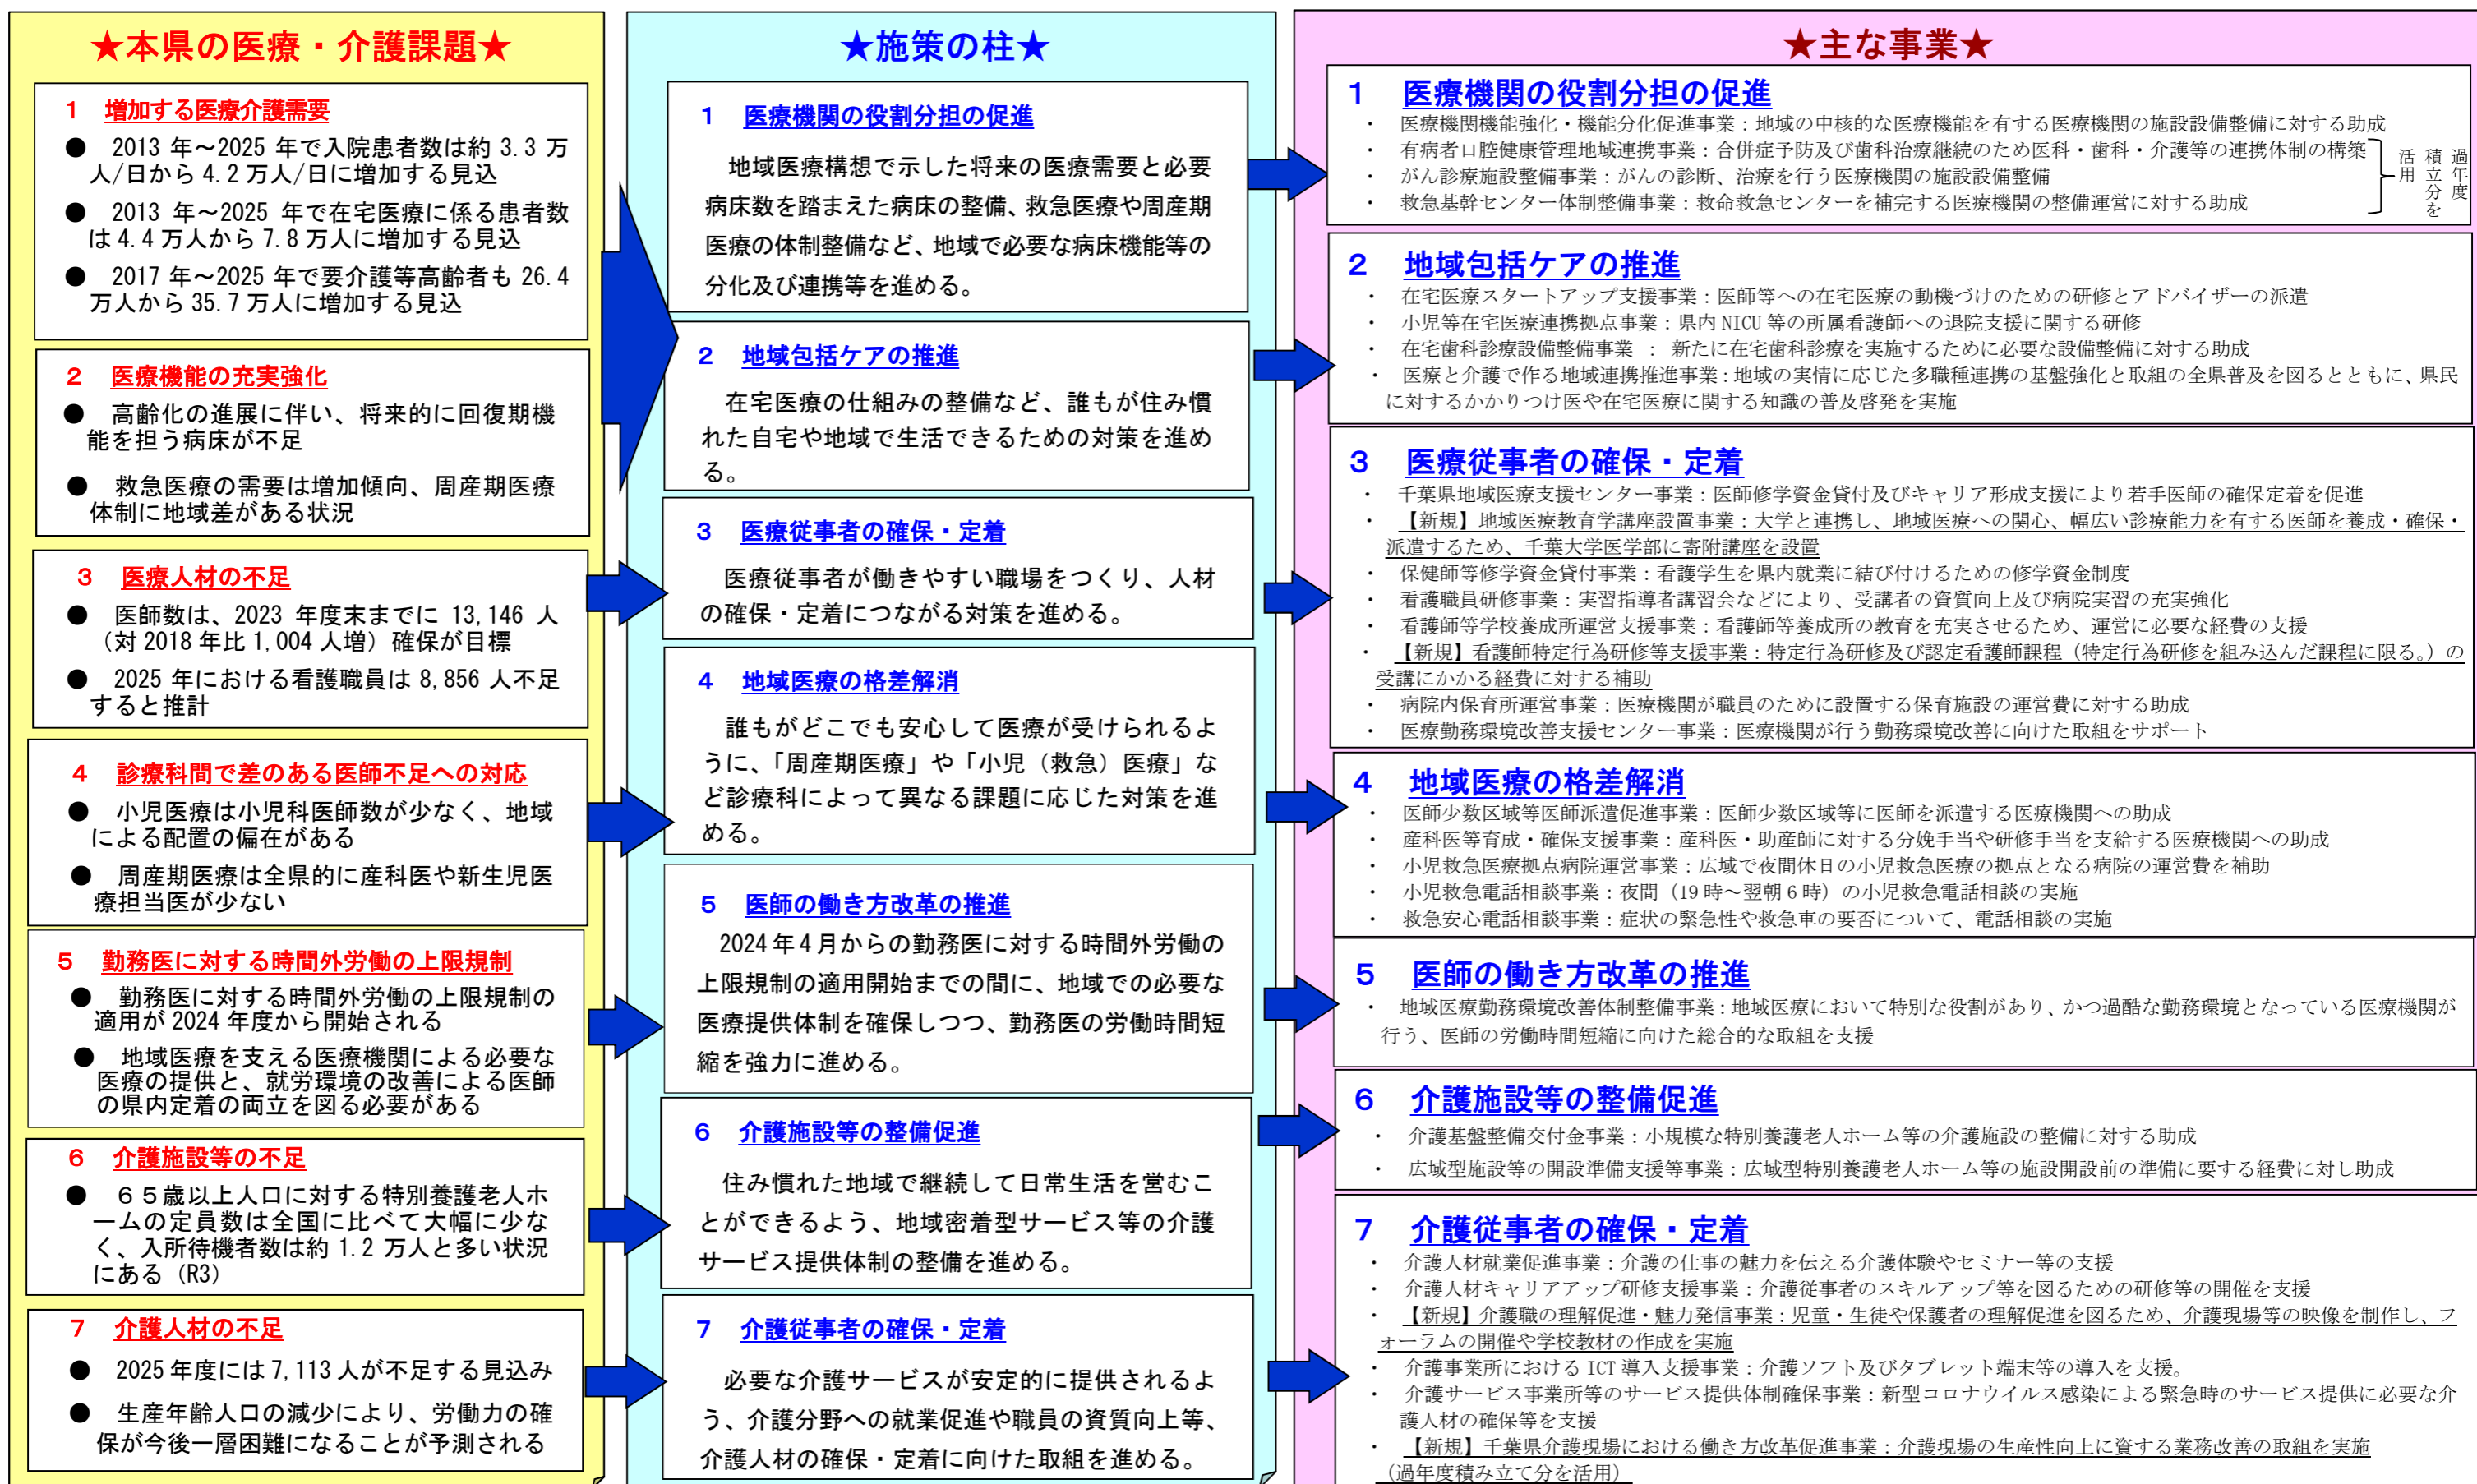 ★本県の医療・介護課題★
1 増加する医療介護需要
● 2013 年～2025 年で入院患者数は約 3.3 万
人/日から 4.2 万人/日に増加する見込
● 2013 年～2025 年で在宅医療に係る患者数
は 4.4 万人から 7.8 万人に増加する見込
● 2017 年～2025 年で要介護等高齢者も 26.4
万人から 35.7 万人に増加する見込
2 医療機能の充実強化
● 高齢化の進展に伴い、将来的に回復期機
能を担う病床が不足
● 救急医療の需要は増加傾向、周産期医療
体制に地域差がある状況
3 医療人材の不足
● 医師数は、2023 年度末までに 13,146 人
（対 2018 年比 1,004 人増）確保が目標
● 2025 年における看護職員は 8,856 人不足
すると推計
4 診療科間で差のある医師不足への対応
● 小児医療は小児科医師数が少なく、地域
による配置の偏在がある
● 周産期医療は全県的に産科医や新生児医
療担当医が少ない
5 勤務医に対する時間外労働の上限規制
● 勤務医に対する時間外労働の上限規制の
適用が 2024 年度から開始される
● 地域医療を支える医療機関による必要な
医療の提供と、就労環境の改善による医師
の県内定着の両立を図る必要がある
6 介護施設等の不足
● ６５歳以上人口に対する特別養護老人ホ
ームの定員数は全国に比べて大幅に少な
く、入所待機者数は約 1.2 万人と多い状況
にある（R3）
7 介護人材の不足
● 2025 年度には 7,113 人が不足する見込み
● 生産年齢人口の減少により、労働力の確
保が今後一層困難になることが予測される
★施策の柱★
1 医療機関の役割分担の促進
地域医療構想で示した将来の医療需要と必要
病床数を踏まえた病床の整備、救急医療や周産期
医療の体制整備など、地域で必要な病床機能等の
分化及び連携等を進める。
2 地域包括ケアの推進
在宅医療の仕組みの整備など、誰もが住み慣
れた自宅や地域で生活できるための対策を進め
る。
3 医療従事者の確保・定着
医療従事者が働きやすい職場をつくり、人材
の確保・定着につながる対策を進める。
4 地域医療の格差解消
誰もがどこでも安心して医療が受けられるよ
うに、「周産期医療」や「小児（救急）医療」な
ど診療科によって異なる課題に応じた対策を進
める。
5 医師の働き方改革の推進
2024 年 4 月からの勤務医に対する時間外労働の
上限規制の適用開始までの間に、地域での必要な
医療提供体制を確保しつつ、勤務医の労働時間短
縮を強力に進める。
6 介護施設等の整備促進
住み慣れた地域で継続して日常生活を営むこ
とができるよう、地域密着型サービス等の介護
サービス提供体制の整備を進める。
7 介護従事者の確保・定着
必要な介護サービスが安定的に提供されるよ
う、介護分野への就業促進や職員の資質向上等、
介護人材の確保・定着に向けた取組を進める。
★主な事業★
1 医療機関の役割分担の促進
・ 医療機関機能強化・機能分化促進事業：地域の中核的な医療機能を有する医療機関の施設設備整備に対する助成
・ 有病者口腔健康管理地域連携事業：合併症予防及び歯科治療継続のため医科・歯科・介護等の連携体制の構築
・ がん診療施設整備事業：がんの診断、治療を行う医療機関の施設設備整備
・ 救急基幹センター体制整備事業：救命救急センターを補完する医療機関の整備運営に対する助成
過年度
積立分を
活用
2 地域包括ケアの推進
・ 在宅医療スタートアップ支援事業：医師等への在宅医療の動機づけのための研修とアドバイザーの派遣
・ 小児等在宅医療連携拠点事業：県内 NICU 等の所属看護師への退院支援に関する研修
・ 在宅歯科診療設備整備事業 ： 新たに在宅歯科診療を実施するために必要な設備整備に対する助成
・ 医療と介護で作る地域連携推進事業：地域の実情に応じた多職種連携の基盤強化と取組の全県普及を図るとともに、県民
に対するかかりつけ医や在宅医療に関する知識の普及啓発を実施
3 医療従事者の確保・定着
・ 千葉県地域医療支援センター事業：医師修学資金貸付及びキャリア形成支援により若手医師の確保定着を促進
・ 【新規】地域医療教育学講座設置事業：大学と連携し、地域医療への関心、幅広い診療能力を有する医師を養成・確保・
派遣するため、千葉大学医学部に寄附講座を設置
・ 保健師等修学資金貸付事業：看護学生を県内就業に結び付けるための修学資金制度
・ 看護職員研修事業：実習指導者講習会などにより、受講者の資質向上及び病院実習の充実強化
・ 看護師等学校養成所運営支援事業：看護師等養成所の教育を充実させるため、運営に必要な経費の支援
・ 【新規】看護師特定行為研修等支援事業：特定行為研修及び認定看護師課程（特定行為研修を組み込んだ課程に限る。）の
受講にかかる経費に対する補助
・ 病院内保育所運営事業：医療機関が職員のために設置する保育施設の運営費に対する助成
・ 医療勤務環境改善支援センター事業：医療機関が行う勤務環境改善に向けた取組をサポート
4 地域医療の格差解消
・ 医師少数区域等医師派遣促進事業：医師少数区域等に医師を派遣する医療機関への助成
・ 産科医等育成・確保支援事業：産科医・助産師に対する分娩手当や研修手当を支給する医療機関への助成
・ 小児救急医療拠点病院運営事業：広域で夜間休日の小児救急医療の拠点となる病院の運営費を補助
・ 小児救急電話相談事業：夜間（19 時～翌朝 6 時）の小児救急電話相談の実施
・ 救急安心電話相談事業：症状の緊急性や救急車の要否について、電話相談の実施
5 医師の働き方改革の推進
・ 地域医療勤務環境改善体制整備事業：地域医療において特別な役割があり、かつ過酷な勤務環境となっている医療機関が
行う、医師の労働時間短縮に向けた総合的な取組を支援
6 介護施設等の整備促進
・ 介護基盤整備交付金事業：小規模な特別養護老人ホーム等の介護施設の整備に対する助成
・ 広域型施設等の開設準備支援等事業：広域型特別養護老人ホーム等の施設開設前の準備に要する経費に対し助成
7 介護従事者の確保・定着
・ 介護人材就業促進事業：介護の仕事の魅力を伝える介護体験やセミナー等の支援
・ 介護人材キャリアアップ研修支援事業：介護従事者のスキルアップ等を図るための研修等の開催を支援
・ 【新規】介護職の理解促進・魅力発信事業：児童・生徒や保護者の理解促進を図るため、介護現場等の映像を制作し、フ
ォーラムの開催や学校教材の作成を実施
・ 介護事業所における ICT 導入支援事業：介護ソフト及びタブレット端末等の導入を支援。
・ 介護サービス事業所等のサービス提供体制確保事業：新型コロナウイルス感染による緊急時のサービス提供に必要な介
護人材の確保等を支援
・ 【新規】千葉県介護現場における働き方改革促進事業：介護現場の生産性向上に資する業務改善の取組を実施
（過年度積み立て分を活用）